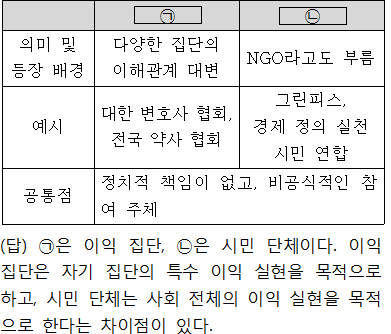 ㉠ ㉡
의미 및 등장 배경 다양한 집단의 이해관계 대변 NGO라고도 부름
예시 대한 변호사 협회, 전국 약사 협회 그린피스, 경제 정의 실천 시민 연합
공통점 정치적 책임이 없고, 비공식적인 참여 주체
(답) ㉠은 이익 집단, ㉡은 시민 단체이다. 이익
집단은 자기 집단의 특수 이익 실현을 목적으로
하고, 시민 단체는 사회 전체의 이익 실현을 목적
으로 한다는 차이점이 있다.